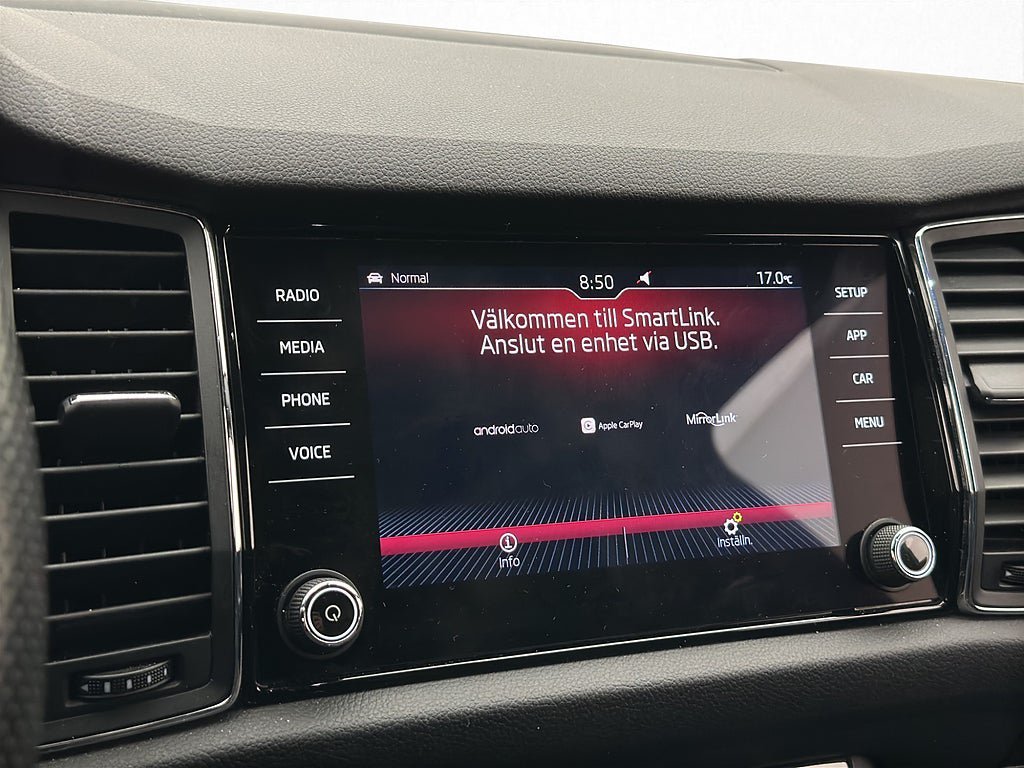 Normal 8:50 17.0°C
Välkommen till SmartLink.
Anslut en enhet via USB.
androidauto Apple CarPlay MirrorLink
Info Inställn.
RADIO
MEDIA
PHONE
VOICE
SETUP
APP
CAR
MENU